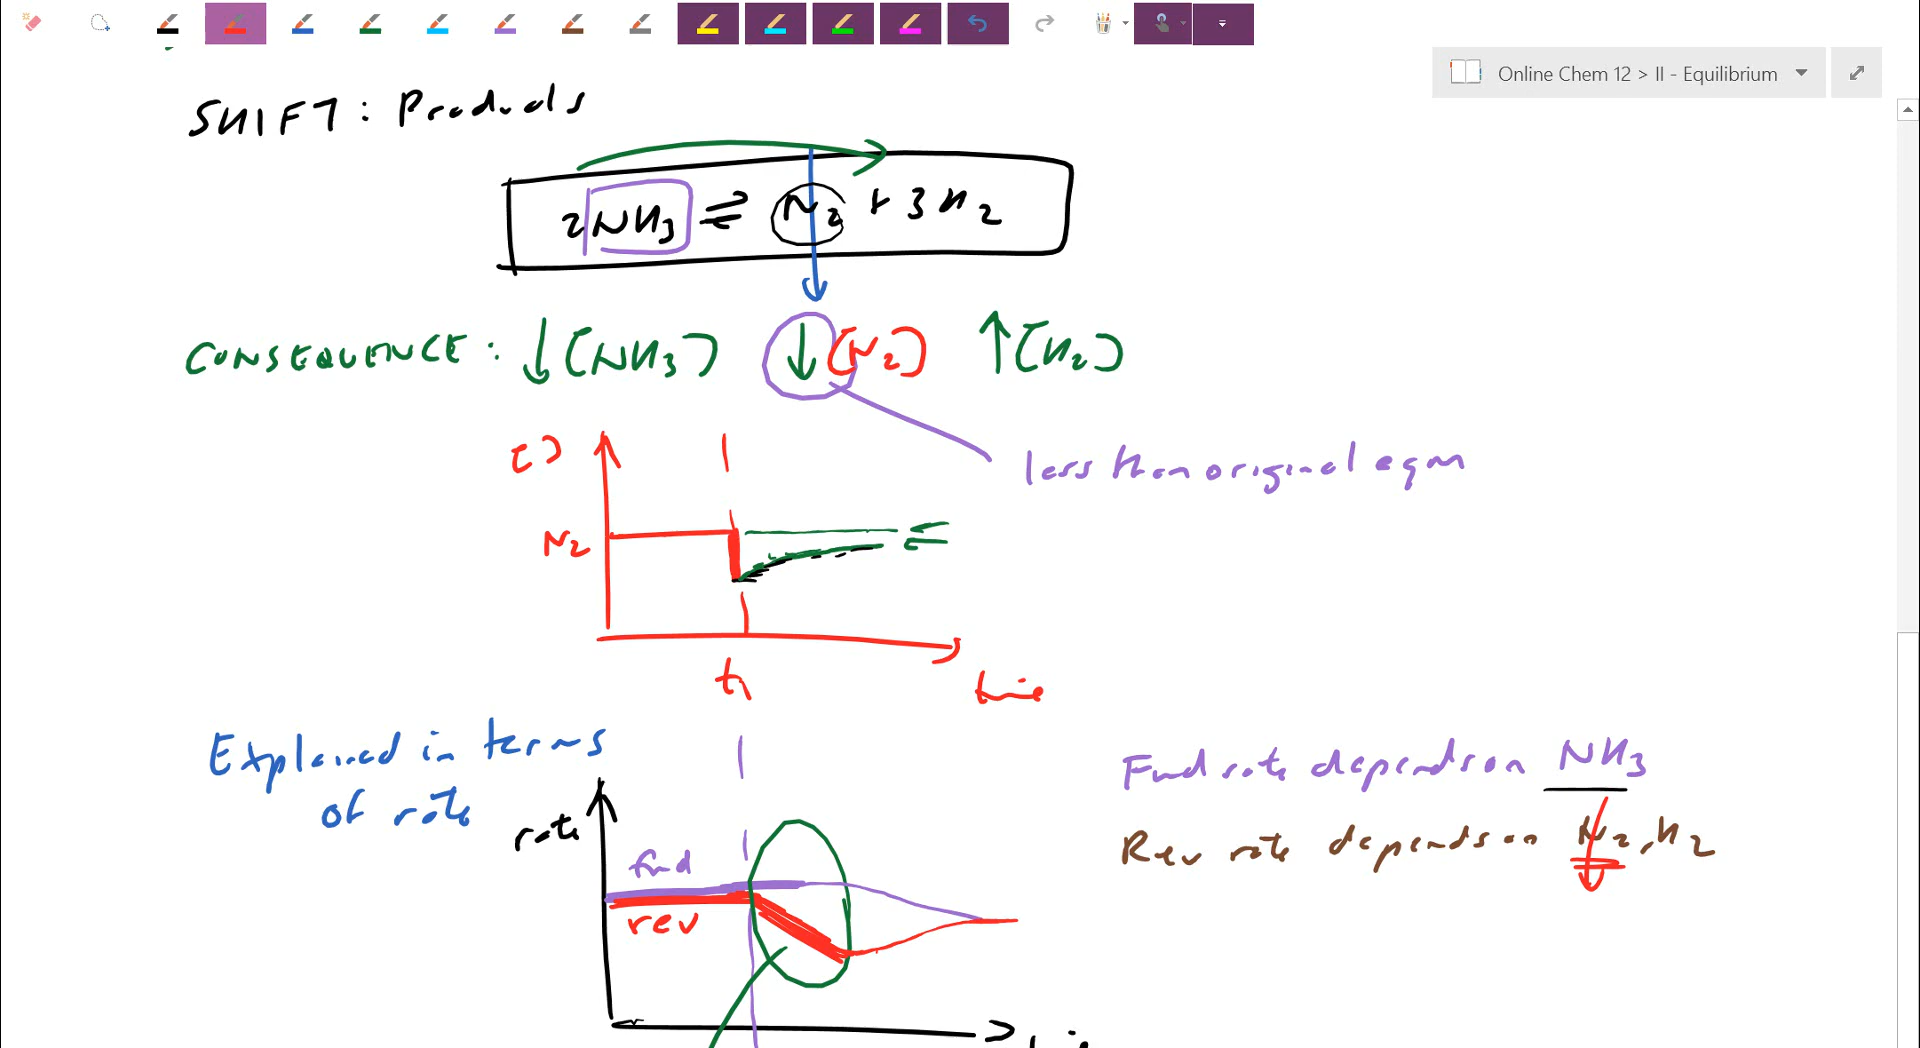 Online Chem 12 > II - Equilibrium
SHIFT: Products
2NH3 ⇌ N2 + 3H2
CONSEQUENCE: ↓[NH3] ↓[N2] ↑[H2]
less than original eqm
[ ]
N2
t1
time
Explained in terms
of rate
Fwd rate depends on NH3
Rev rate depends on N2, H2
rate
fwd
rev